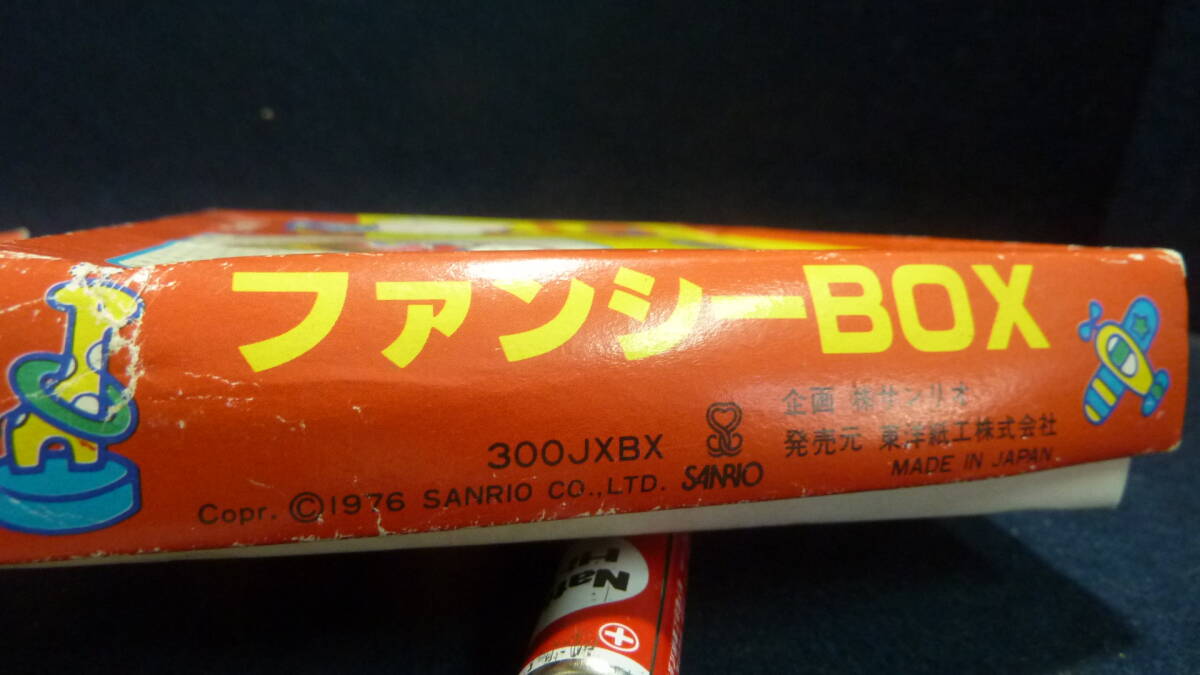 ファンシーBOX
企画 ㈱サンリオ
300JXBX
SANRIO
発売元 東洋紙工株式会社
Copr. ©1976 SANRIO CO.,LTD.
MADE IN JAPAN